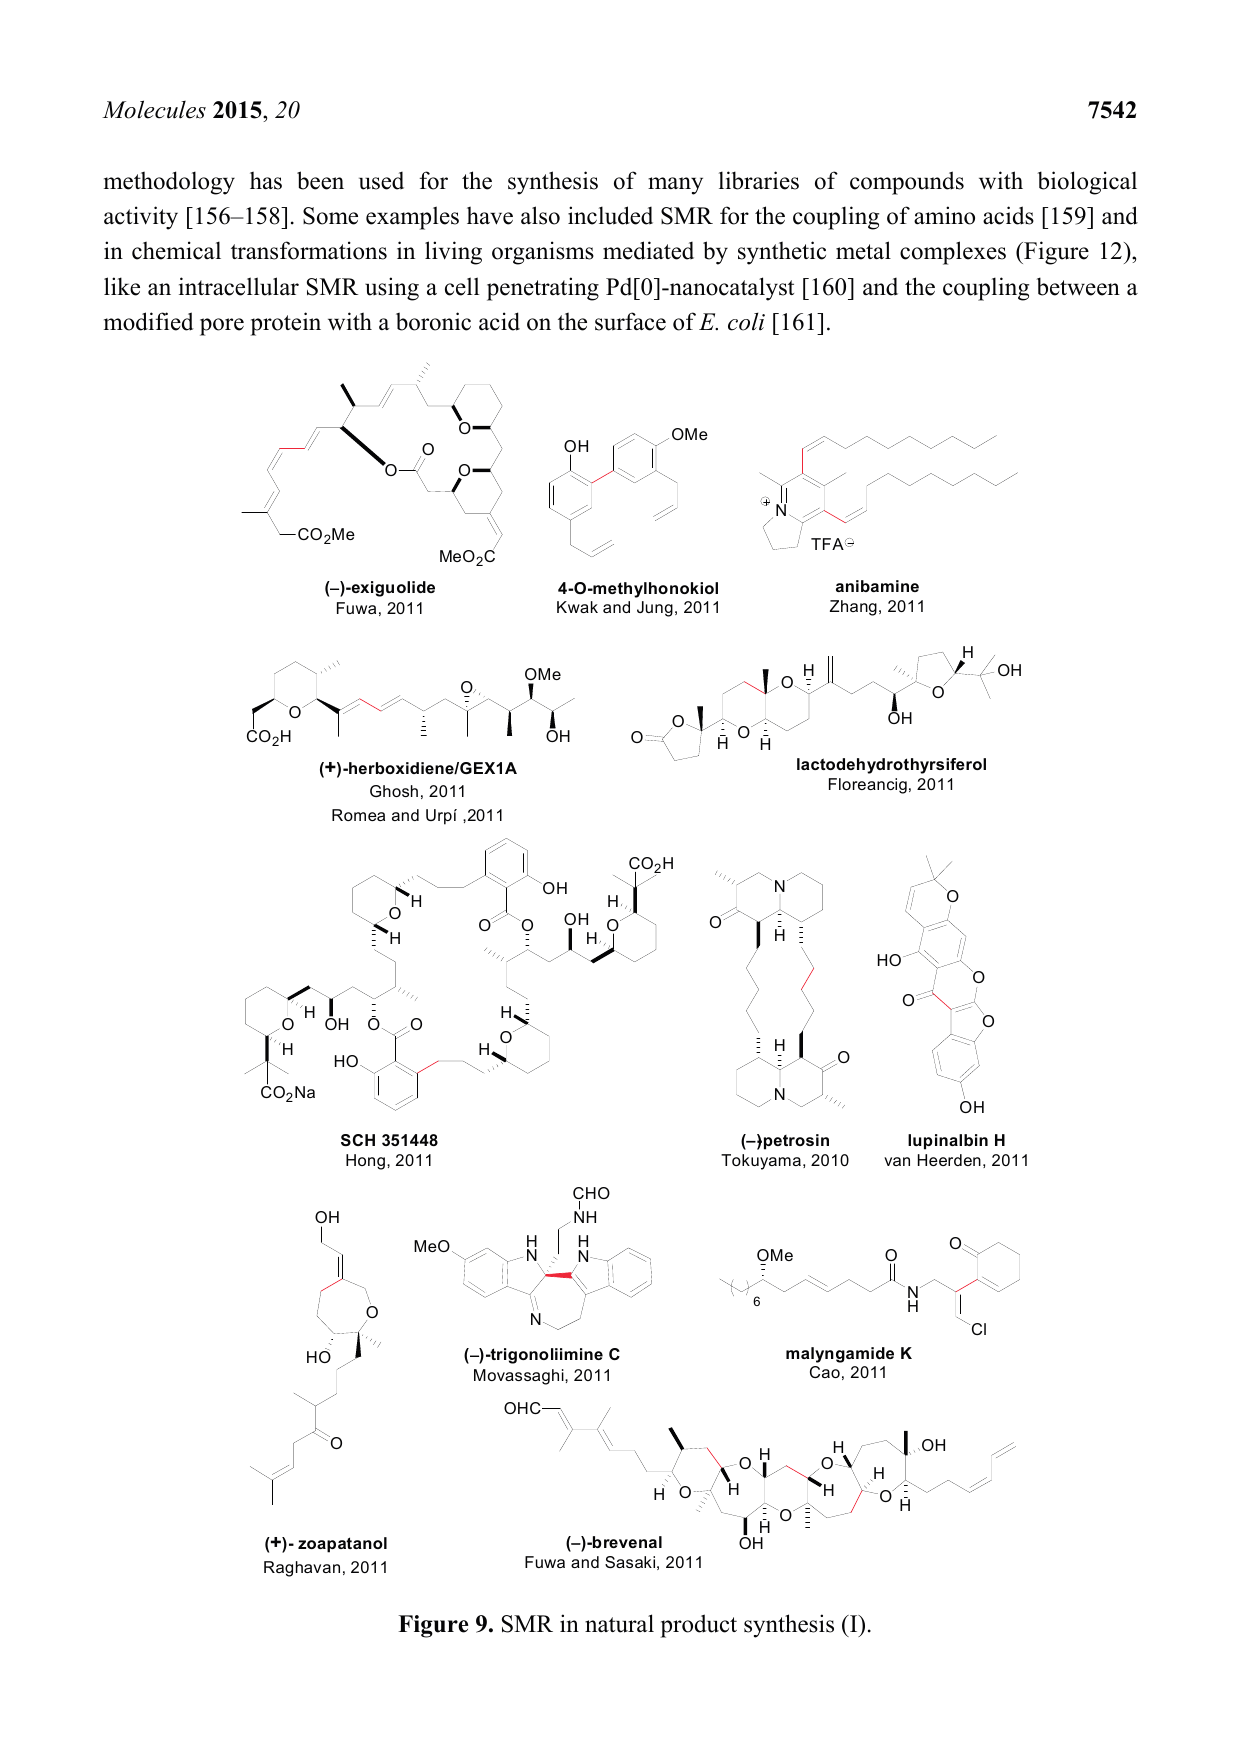 Molecules 2015, 20 7542
methodology has been used for the synthesis of many libraries of compounds with biological
activity [156–158]. Some examples have also included SMR for the coupling of amino acids [159] and
in chemical transformations in living organisms mediated by synthetic metal complexes (Figure 12),
like an intracellular SMR using a cell penetrating Pd[0]-nanocatalyst [160] and the coupling between a
modified pore protein with a boronic acid on the surface of E. coli [161].
O
O
O
O
CO2Me
MeO2C
(–)-exiguolide
Fuwa, 2011
OH
OMe
4-O-methylhonokiol
Kwak and Jung, 2011
+
N
TFA⊖
anibamine
Zhang, 2011
O
CO2H
O
OMe
OH
(+)-herboxidiene/GEX1A
Ghosh, 2011
Romea and Urpí ,2011
O
O
H
O
H
O
H
OH
O
H
OH
lactodehydrothyrsiferol
Floreancig, 2011
O
H
H
OH
O
O
OH
H
H
O
CO2H
O
H
H
OH
CO2Na
O
O
HO
H
O
H
SCH 351448
Hong, 2011
N
O
H
H
N
O
(–)-petrosin
Tokuyama, 2010
O
HO
O
O
O
OH
lupinalbin H
van Heerden, 2011
OH
O
HO
O
(+)- zoapatanol
Raghavan, 2011
CHO
NH
MeO
H
N
H
N
N
(–)-trigonoliimine C
Movassaghi, 2011
OMe
6
O
N
H
O
Cl
malyngamide K
Cao, 2011
OHC
H
O
H
O
H
OH
H
O
H
O
H
H
O
H
OH
(–)-brevenal
Fuwa and Sasaki, 2011
Figure 9. SMR in natural product synthesis (I).